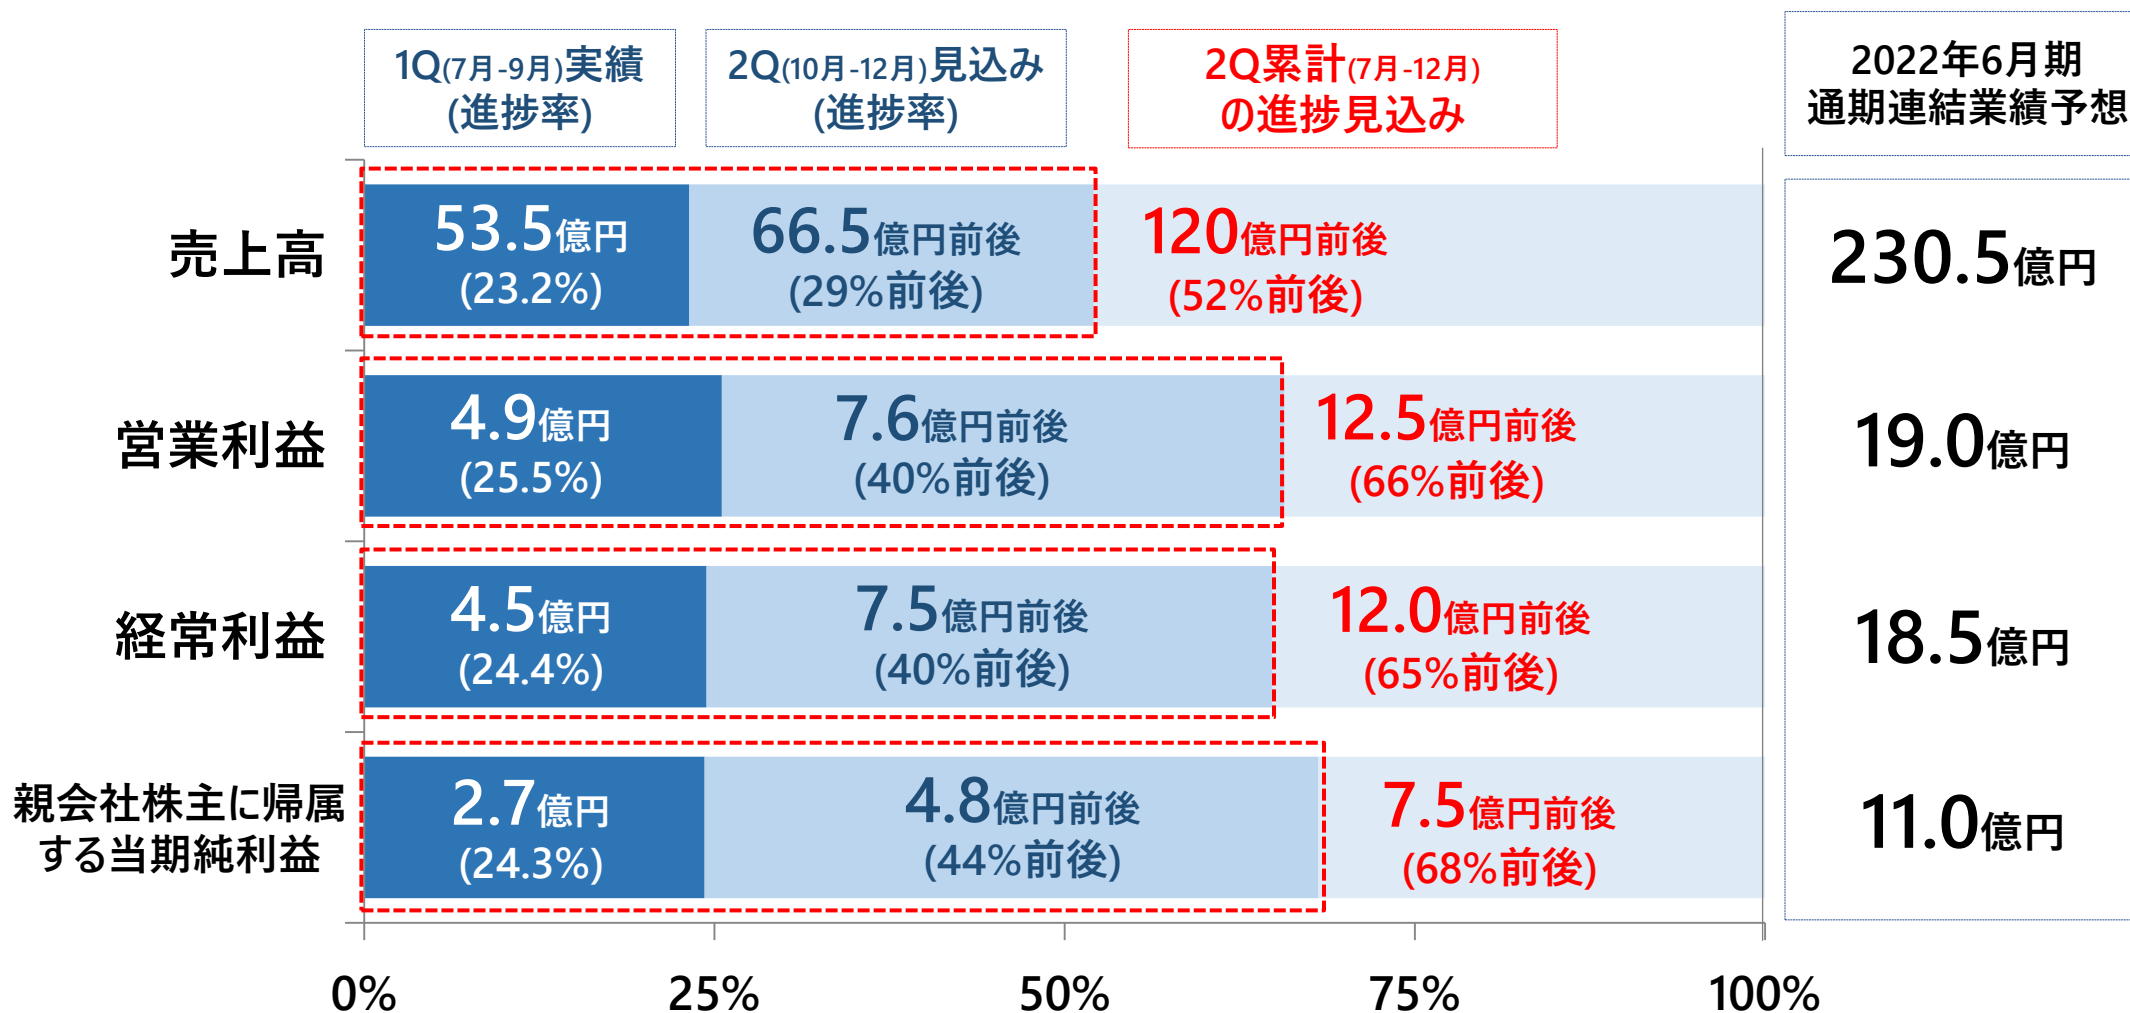 1Q(7月-9月)実績
(進捗率)
2Q(10月-12月)見込み
(進捗率)
2Q累計(7月-12月)
の進捗見込み
2022年6月期
通期連結業績予想
売上高
53.5億円
(23.2%)
66.5億円前後
(29%前後)
120億円前後
(52%前後)
230.5億円
営業利益
4.9億円
(25.5%)
7.6億円前後
(40%前後)
12.5億円前後
(66%前後)
19.0億円
経常利益
4.5億円
(24.4%)
7.5億円前後
(40%前後)
12.0億円前後
(65%前後)
18.5億円
親会社株主に帰属
する当期純利益
2.7億円
(24.3%)
4.8億円前後
(44%前後)
7.5億円前後
(68%前後)
11.0億円
0%
25%
50%
75%
100%